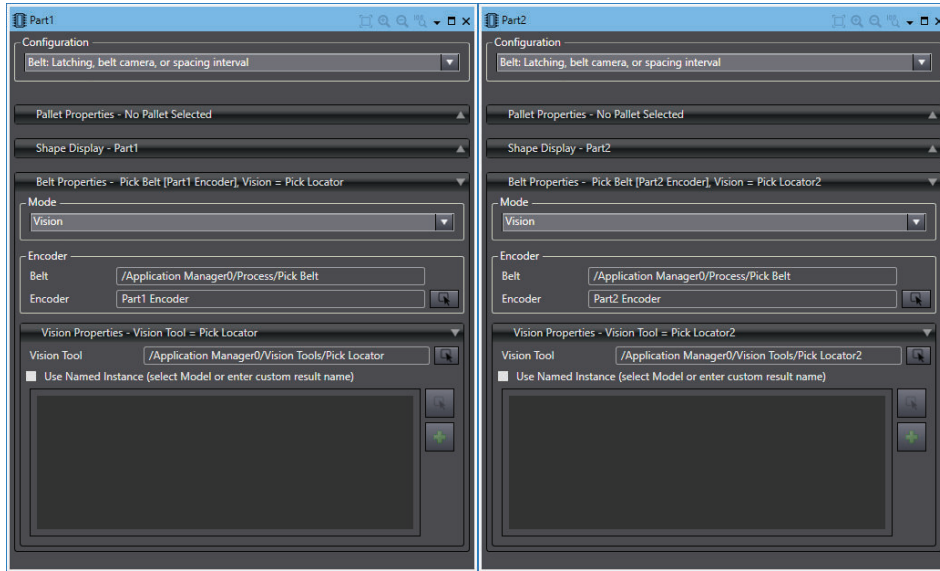 Part1
Configuration
Belt: Latching, belt camera, or spacing interval
Pallet Properties - No Pallet Selected
Shape Display - Part1
Belt Properties -  Pick Belt [Part1 Encoder], Vision = Pick Locator
Mode
Vision
Encoder
Belt /Application Manager0/Process/Pick Belt
Encoder Part1 Encoder
Vision Properties - Vision Tool = Pick Locator
Vision Tool /Application Manager0/Vision Tools/Pick Locator
Use Named Instance (select Model or enter custom result name)
Part2
Configuration
Belt: Latching, belt camera, or spacing interval
Pallet Properties - No Pallet Selected
Shape Display - Part2
Belt Properties -  Pick Belt [Part2 Encoder], Vision = Pick Locator2
Mode
Vision
Encoder
Belt /Application Manager0/Process/Pick Belt
Encoder Part2 Encoder
Vision Properties - Vision Tool = Pick Locator2
Vision Tool /Application Manager0/Vision Tools/Pick Locator2
Use Named Instance (select Model or enter custom result name)